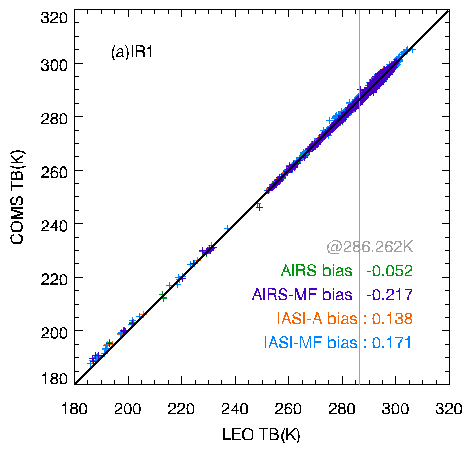 (a)IR1
320
300
280
260
240
220
200
180
COMS TB(K)
@286.262K
AIRS bias -0.052
AIRS-MF bias -0.217
IASI-A bias : 0.138
IASI-MF bias : 0.171
180 200 220 240 260 280 300 320
LEO TB(K)